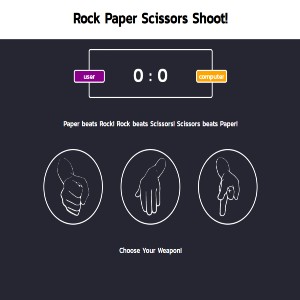 Rock Paper Scissors Shoot!
user
0 : 0
computer
Paper beats Rock! Rock beats Scissors! Scissors beats Paper!
Choose Your Weapon!